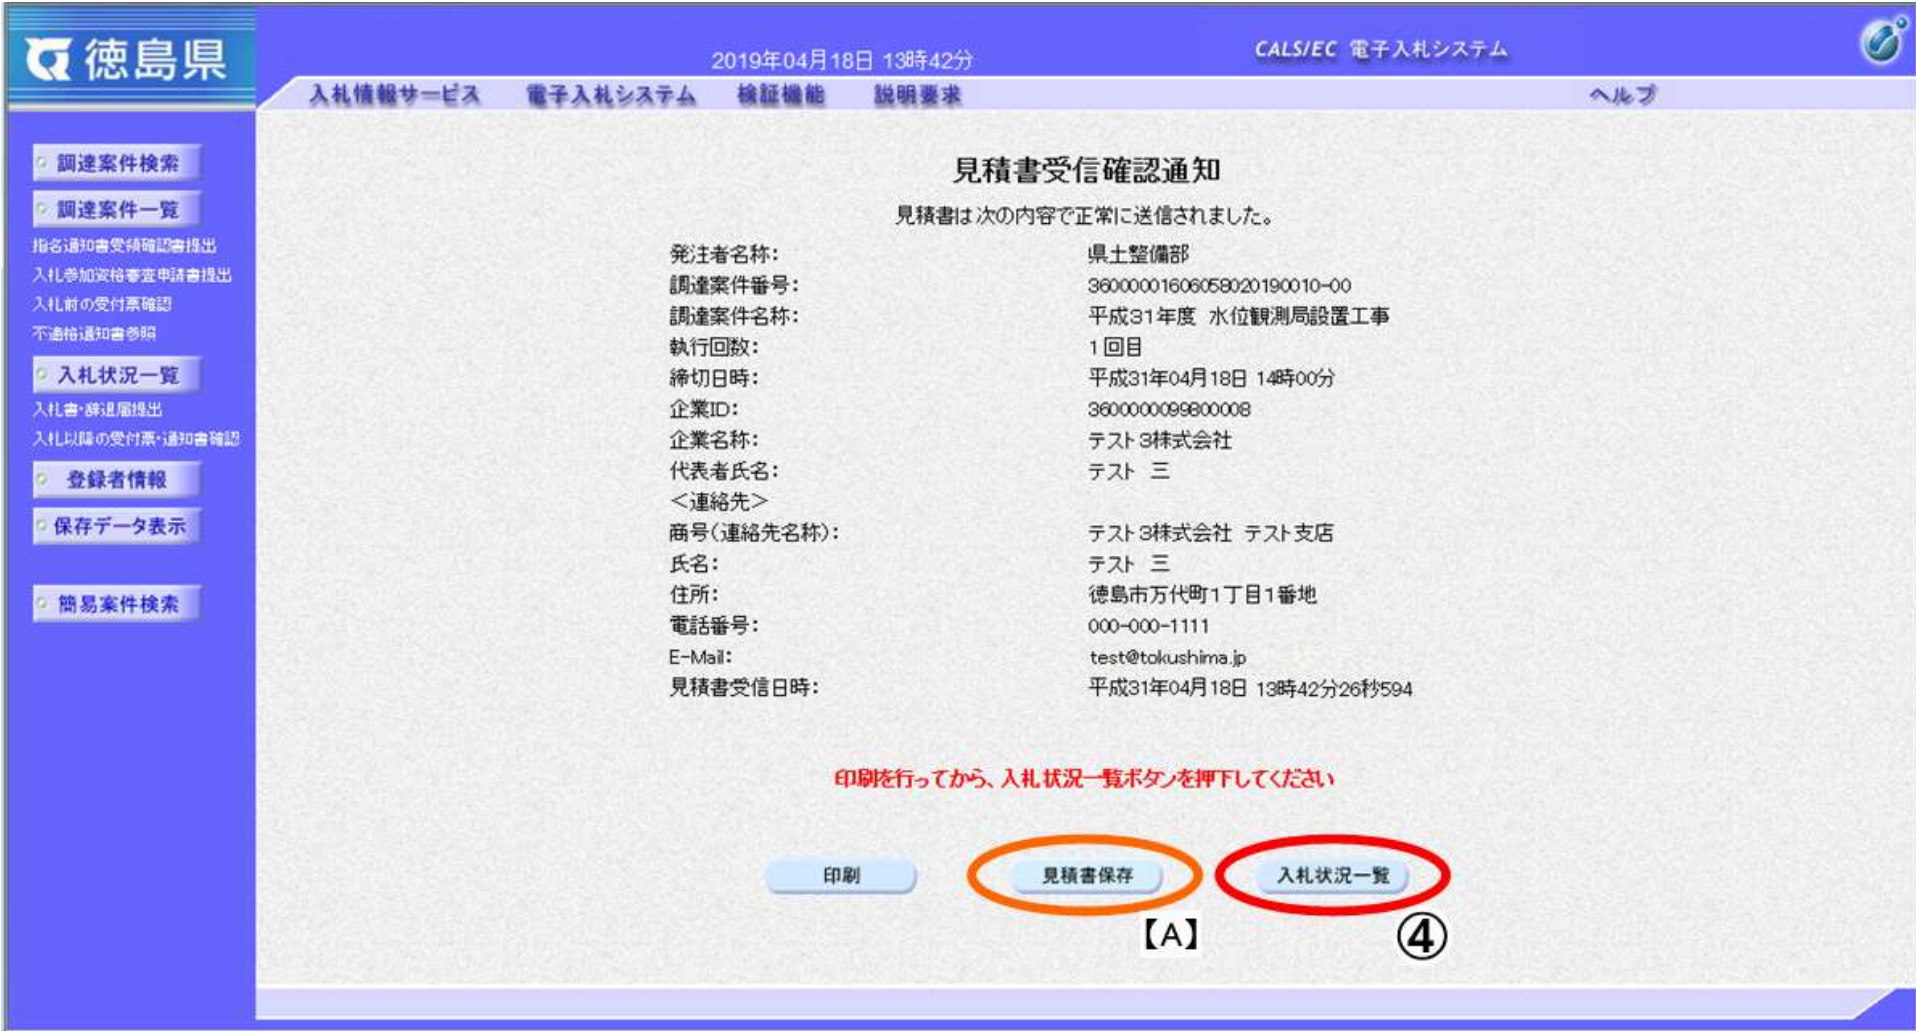 徳島県
2019年04月18日 13時42分
CALS/EC 電子入札システム
入札情報サービス 電子入札システム 検証機能 説明要求 ヘルプ
調達案件検索
調達案件一覧
指名通知書受領確認書提出
入札参加資格審査申請書提出
入札前の受付票確認
不適格通知書参照
入札状況一覧
入札書・辞退届提出
入札以降の受付票・通知書確認
登録者情報
保存データ表示
簡易案件検索
見積書受信確認通知
見積書は次の内容で正常に送信されました。
発注者名称: 県土整備部
調達案件番号: 3600000160605802019​0010-00
調達案件名称: 平成31年度 水位観測局設置工事
執行回数: 1回目
締切日時: 平成31年04月18日 14時00分
企業ID: 3600000099800008
企業名称: テスト3株式会社
代表者氏名: テスト 三
<連絡先>
商号(連絡先名称): テスト3株式会社 テスト支店
氏名: テスト 三
住所: 徳島市万代町1丁目1番地
電話番号: 000-000-1111
E-Mail: test@tokushima.jp
見積書受信日時: 平成31年04月18日 13時42分26秒594
印刷を行ってから、入札状況一覧ボタンを押下してください
印刷 見積書保存 入札状況一覧
【A】 ④